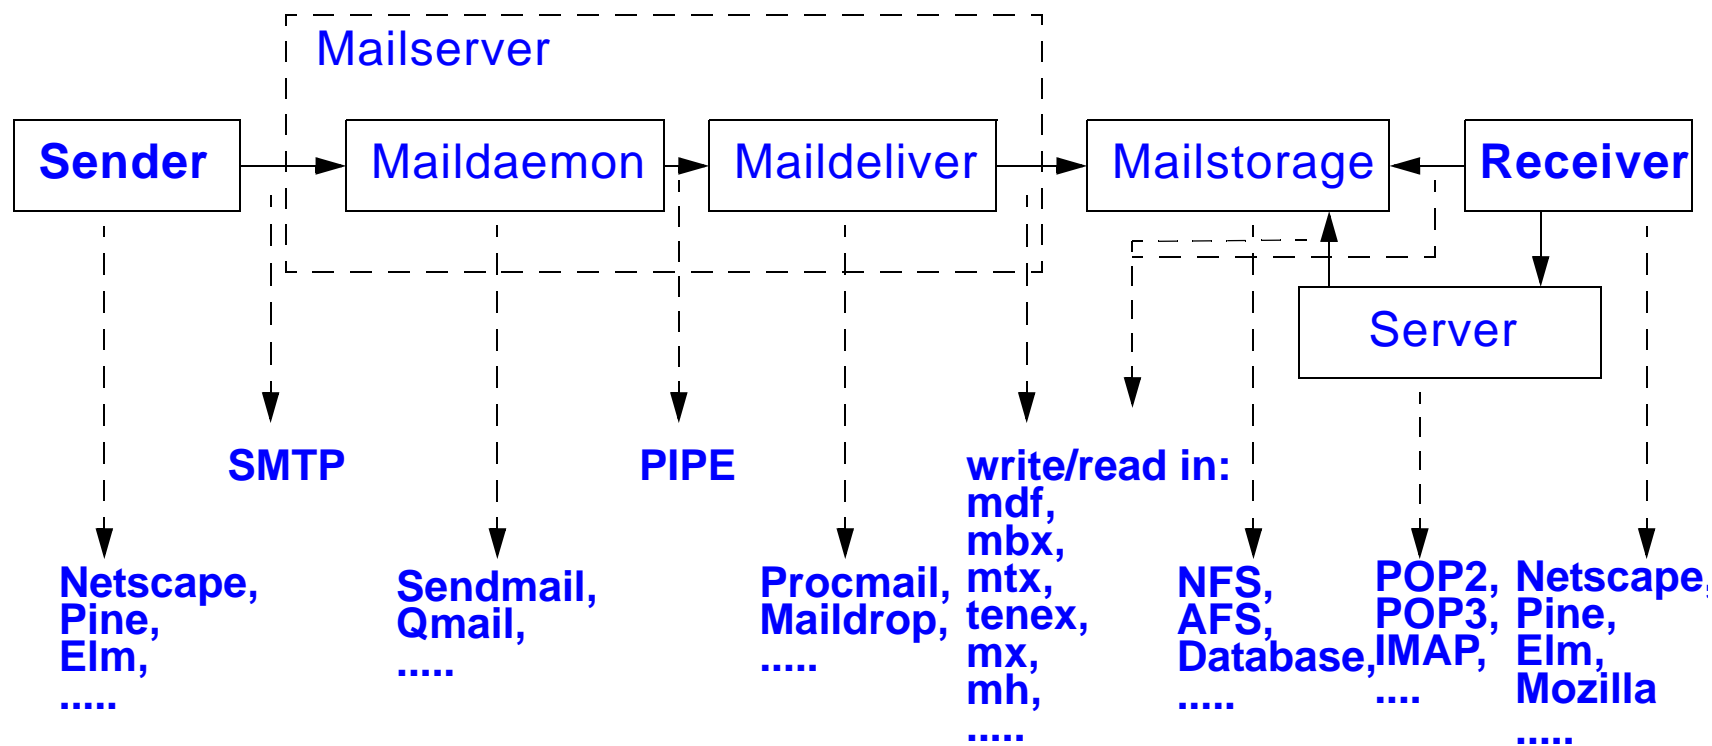 Mailserver
Sender
Maildaemon
Maildeliver
Mailstorage
Receiver
Server
SMTP
PIPE
write/read in:
mdf,
mbx,
mtx,
tenex,
mx,
mh,
.....
Netscape,
Pine,
Elm,
.....
Sendmail,
Qmail,
.....
Procmail,
Maildrop,
.....
NFS,
AFS,
Database,
.....
POP2,
POP3,
IMAP,
....
Netscape,
Pine,
Elm,
Mozilla
.....